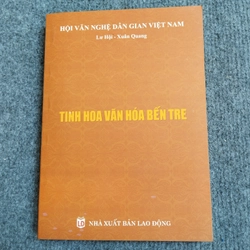 HỘI VĂN NGHỆ DÂN GIAN VIỆT NAM
Lư Hội - Xuân Quang
TINH HOA VĂN HÓA BẾN TRE
NHÀ XUẤT BẢN LAO ĐỘNG